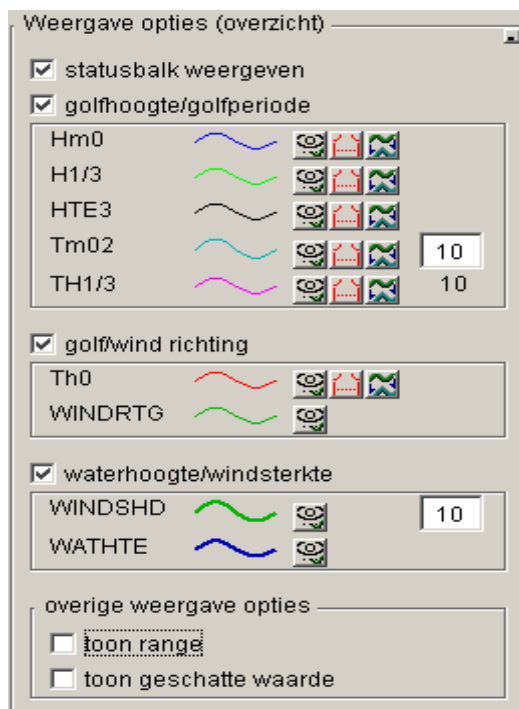 Weergave opties (overzicht)
statusbalk weergeven
golfhoogte/golfperiode
Hm0
H1/3
HTE3
Tm02 10
TH1/3 10
golf/wind richting
Th0
WINDRTG
waterhoogte/windsterkte
WINDSHD 10
WATHTE
overige weergave opties
toon range
toon geschatte waarde